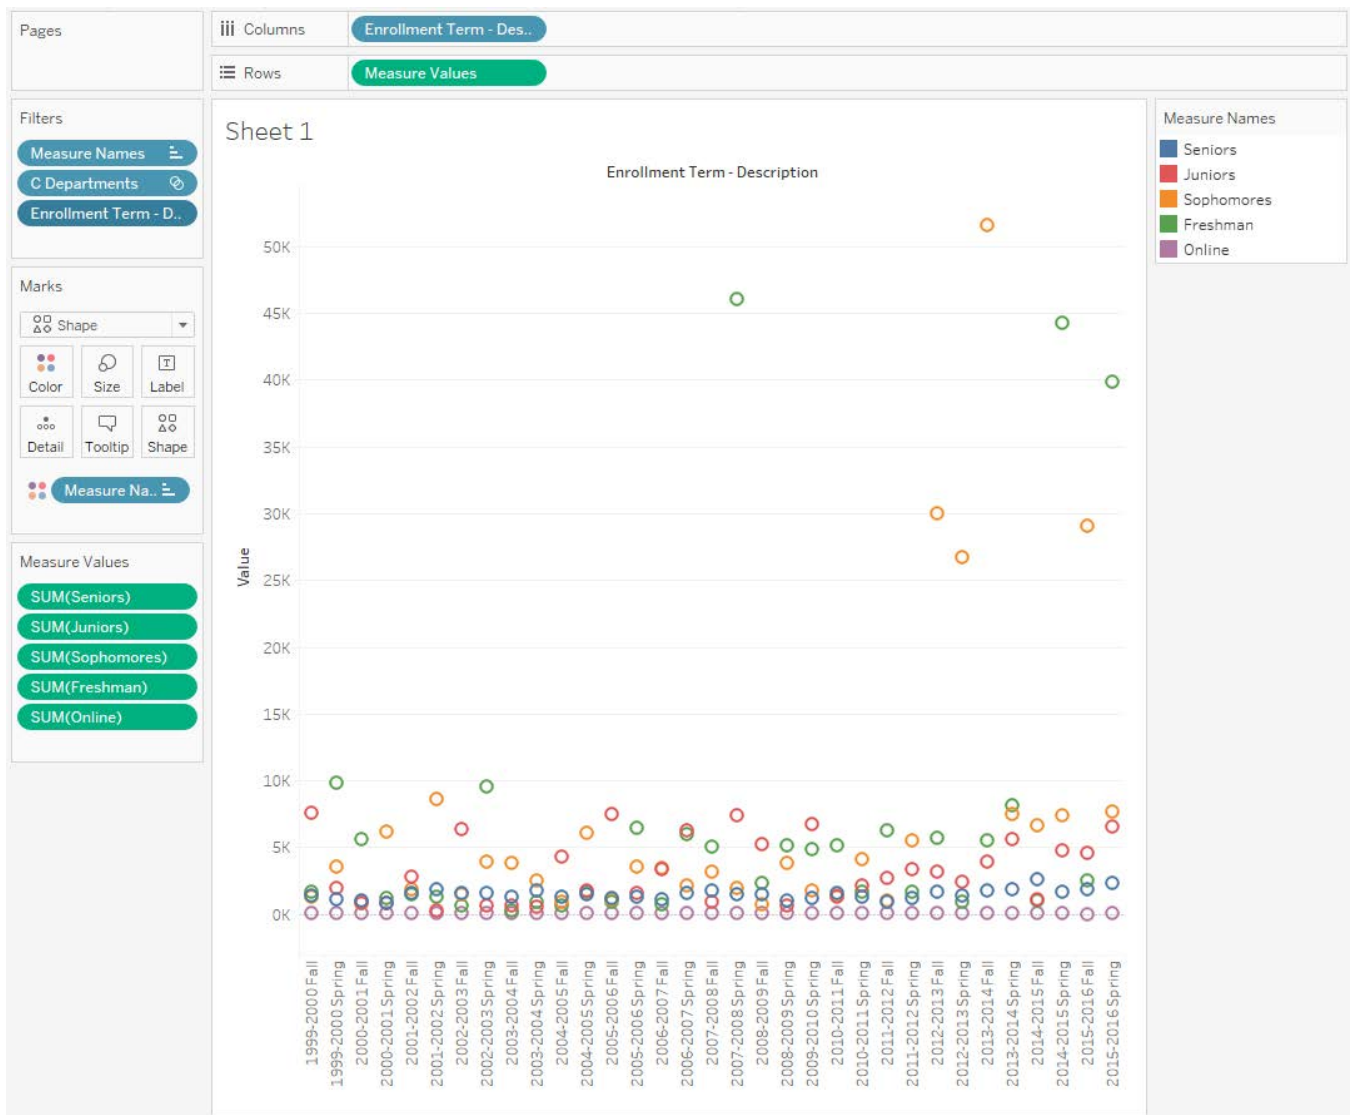 Pages
Columns
Enrollment Term - Des..
Rows
Measure Values
Filters
Measure Names
C Departments
Enrollment Term - D..
Marks
Shape
Color
Size
Label
Detail
Tooltip
Shape
Measure Na..
Measure Values
SUM(Seniors)
SUM(Juniors)
SUM(Sophomores)
SUM(Freshman)
SUM(Online)
Sheet 1
Enrollment Term - Description
Value
50K
45K
40K
35K
30K
25K
20K
15K
10K
5K
0K
1999-2000 Fall
1999-2000 Spring
2000-2001 Fall
2000-2001 Spring
2001-2002 Fall
2001-2002 Spring
2002-2003 Fall
2002-2003 Spring
2003-2004 Fall
2003-2004 Spring
2004-2005 Fall
2004-2005 Spring
2005-2006 Fall
2005-2006 Spring
2006-2007 Fall
2006-2007 Spring
2007-2008 Fall
2007-2008 Spring
2008-2009 Fall
2008-2009 Spring
2009-2010 Spring
2010-2011 Fall
2010-2011 Spring
2011-2012 Fall
2011-2012 Spring
2012-2013 Fall
2012-2013 Spring
2013-2014 Fall
2013-2014 Spring
2014-2015 Fall
2014-2015 Spring
2015-2016 Fall
2015-2016 Spring
Measure Names
Seniors
Juniors
Sophomores
Freshman
Online